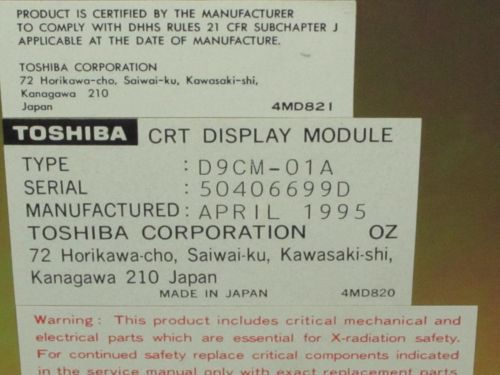 PRODUCT IS CERTIFIED BY THE MANUFACTURER
TO COMPLY WITH DHHS RULES 21 CFR SUBCHAPTER J
APPLICABLE AT THE DATE OF MANUFACTURE.
TOSHIBA CORPORATION
72 Horikawa-cho, Saiwai-ku, Kawasaki-shi,
Kanagawa 210
Japan 4MD821
TOSHIBA CRT DISPLAY MODULE
TYPE : D9CM-01A
SERIAL : 50406699D
MANUFACTURED : APRIL 1995
TOSHIBA CORPORATION OZ
72 Horikawa-cho, Saiwai-ku, Kawasaki-shi,
Kanagawa 210 Japan
MADE IN JAPAN 4MD820
Warning : This product includes critical mechanical and
electrical parts which are essential for X-radiation safety.
For continued safety replace critical components indicated
in the service manual only with exact replacement parts